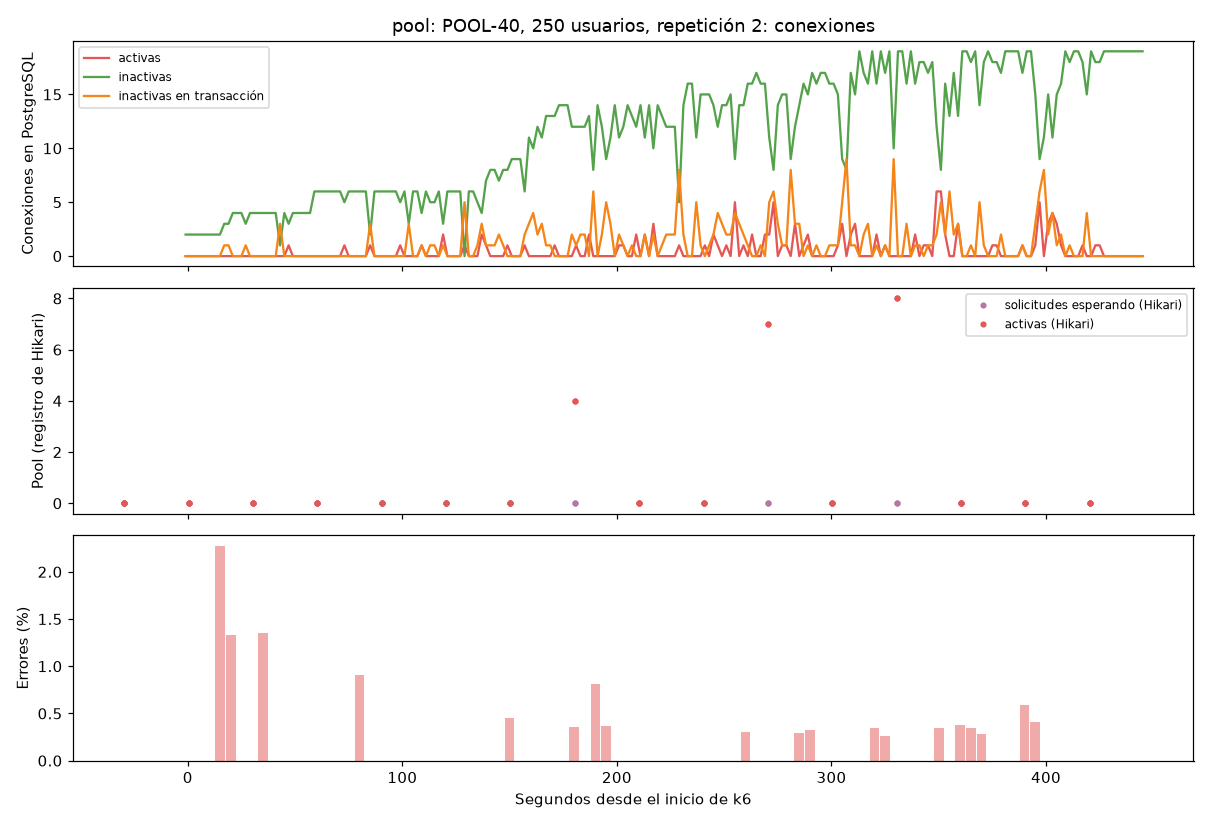 pool: POOL-40, 250 usuarios, repetición 2: conexiones
Conexiones en PostgreSQL
15
10
5
0
activas
inactivas
inactivas en transacción
Pool (registro de Hikari)
8
6
4
2
0
solicitudes esperando (Hikari)
activas (Hikari)
Errores (%)
2.0
1.5
1.0
0.5
0.0
0 100 200 300 400
Segundos desde el inicio de k6